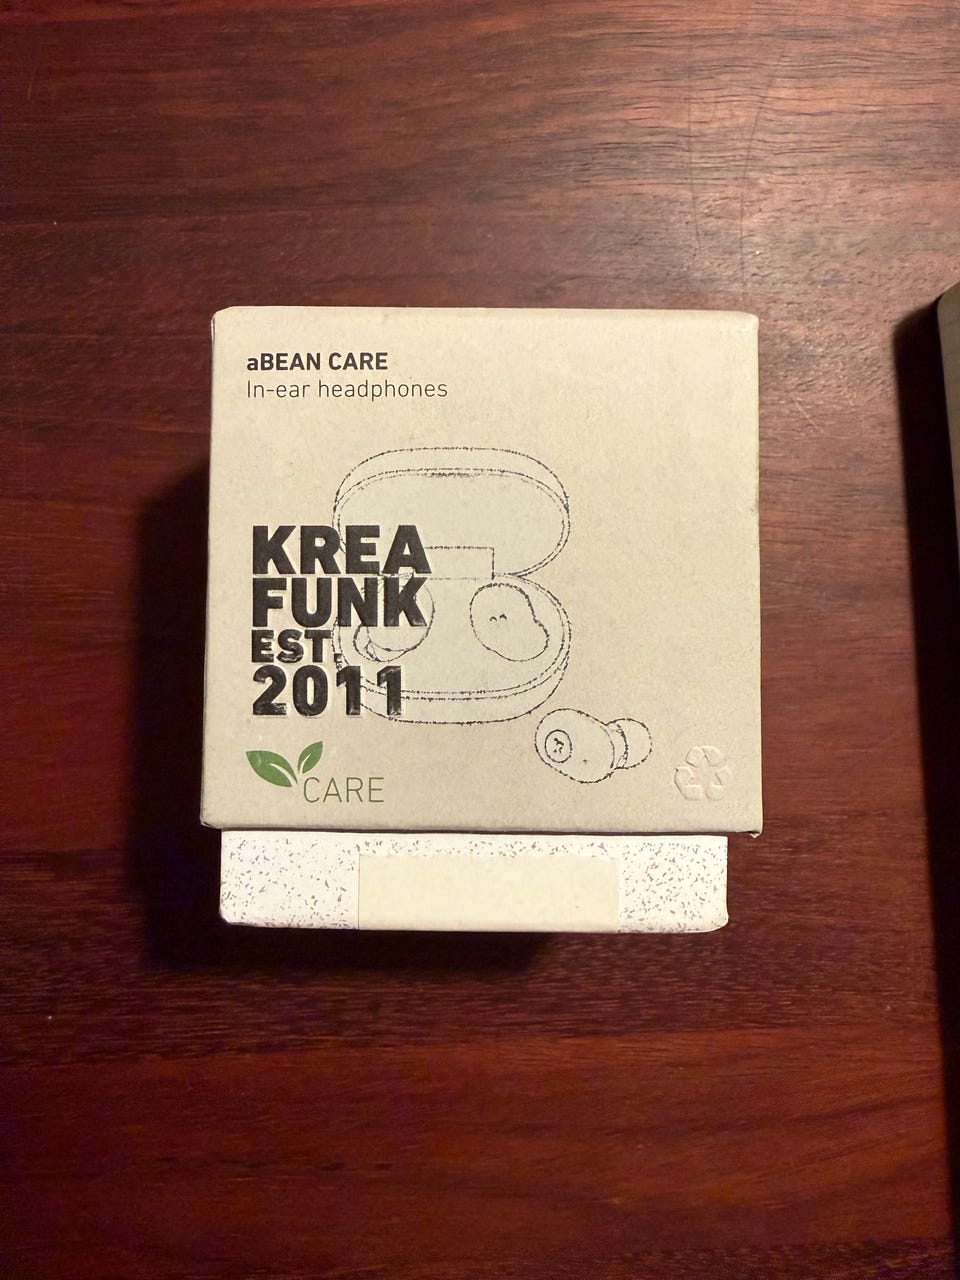 aBEAN CARE
In-ear headphones
KREA
FUNK
EST.
2011
CARE